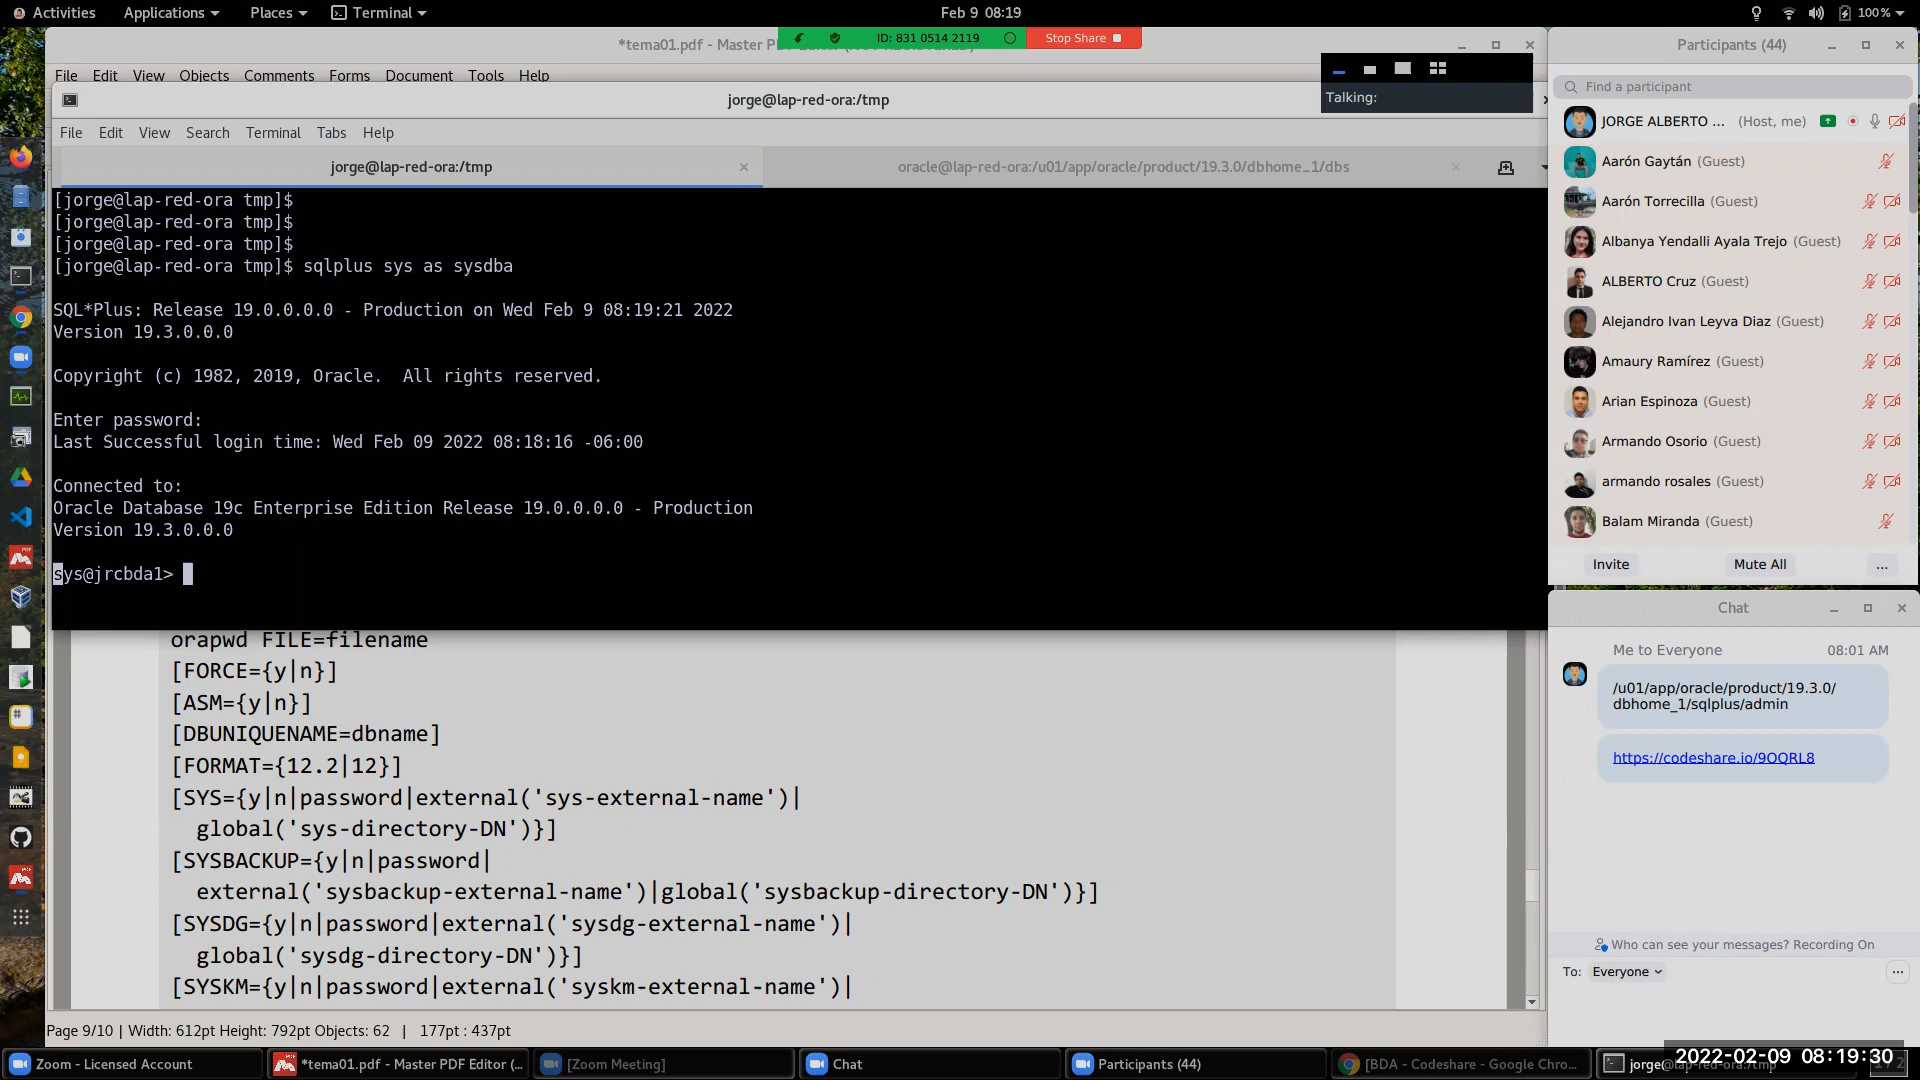 Activities
Applications
Places
Terminal
Feb 9 08:19
100%
*tema01.pdf - Master P
ID: 831 0514 2119
Stop Share
File Edit View Objects Comments Forms Document Tools Help
jorge@lap-red-ora:/tmp
Talking:
File Edit View Search Terminal Tabs Help
jorge@lap-red-ora:/tmp
oracle@lap-red-ora:/u01/app/oracle/product/19.3.0/dbhome_1/dbs
[jorge@lap-red-ora tmp]$
[jorge@lap-red-ora tmp]$
[jorge@lap-red-ora tmp]$
[jorge@lap-red-ora tmp]$ sqlplus sys as sysdba
SQL*Plus: Release 19.0.0.0.0 - Production on Wed Feb 9 08:19:21 2022
Version 19.3.0.0.0
Copyright (c) 1982, 2019, Oracle.  All rights reserved.
Enter password:
Last Successful login time: Wed Feb 09 2022 08:18:16 -06:00
Connected to:
Oracle Database 19c Enterprise Edition Release 19.0.0.0.0 - Production
Version 19.3.0.0.0
sys@jrcbda1>
orapwd FILE=filename
[FORCE={y|n}]
[ASM={y|n}]
[DBUNIQUENAME=dbname]
[FORMAT={12.2|12}]
[SYS={y|n|password|external('sys-external-name')|
global('sys-directory-DN')}]
[SYSBACKUP={y|n|password|
external('sysbackup-external-name')|global('sysbackup-directory-DN')}]
[SYSDG={y|n|password|external('sysdg-external-name')|
global('sysdg-directory-DN')}]
[SYSKM={y|n|password|external('syskm-external-name')|
Page 9/10 | Width: 612pt Height: 792pt Objects: 62 | 177pt : 437pt
Participants (44)
Find a participant
JORGE ALBERTO ... (Host, me)
Aarón Gaytán (Guest)
Aarón Torrecilla (Guest)
Albanya Yendalli Ayala Trejo (Guest)
ALBERTO Cruz (Guest)
Alejandro Ivan Leyva Diaz (Guest)
Amaury Ramírez (Guest)
Arian Espinoza (Guest)
Armando Osorio (Guest)
armando rosales (Guest)
Balam Miranda (Guest)
Invite
Mute All
...
Chat
Me to Everyone 08:01 AM
/u01/app/oracle/product/19.3.0/
dbhome_1/sqlplus/admin
https://codeshare.io/9OQRL8
Who can see your messages? Recording On
To: Everyone
Zoom - Licensed Account
*tema01.pdf - Master PDF Editor (...
[Zoom Meeting]
Chat
Participants (44)
[BDA - Codeshare - Google Chro...
2022-02-09 08:19:30